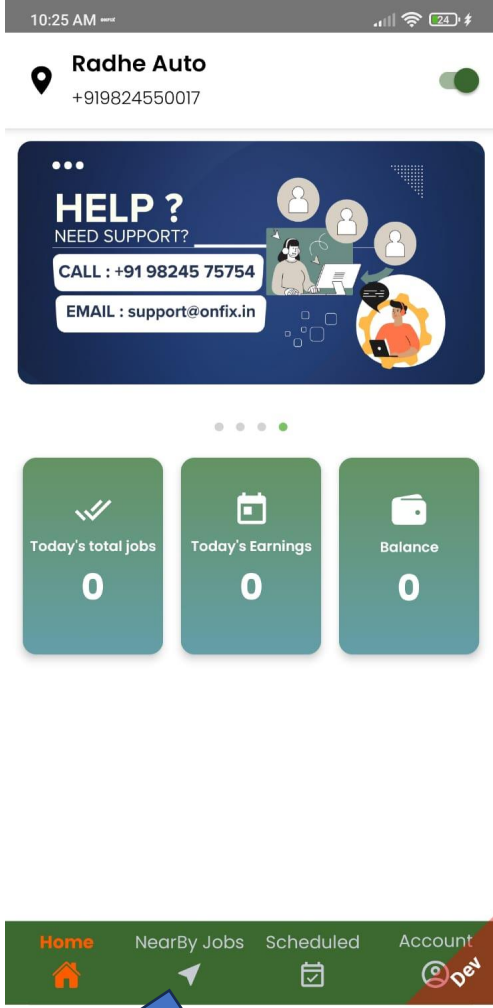 10:25 AM
24
Radhe Auto
+919824550017
HELP ?
NEED SUPPORT?
CALL : +91 98245 75754
EMAIL : support@onfix.in
Today's total jobs
0
Today's Earnings
0
Balance
0
Home
NearBy Jobs
Scheduled
Account
Dev